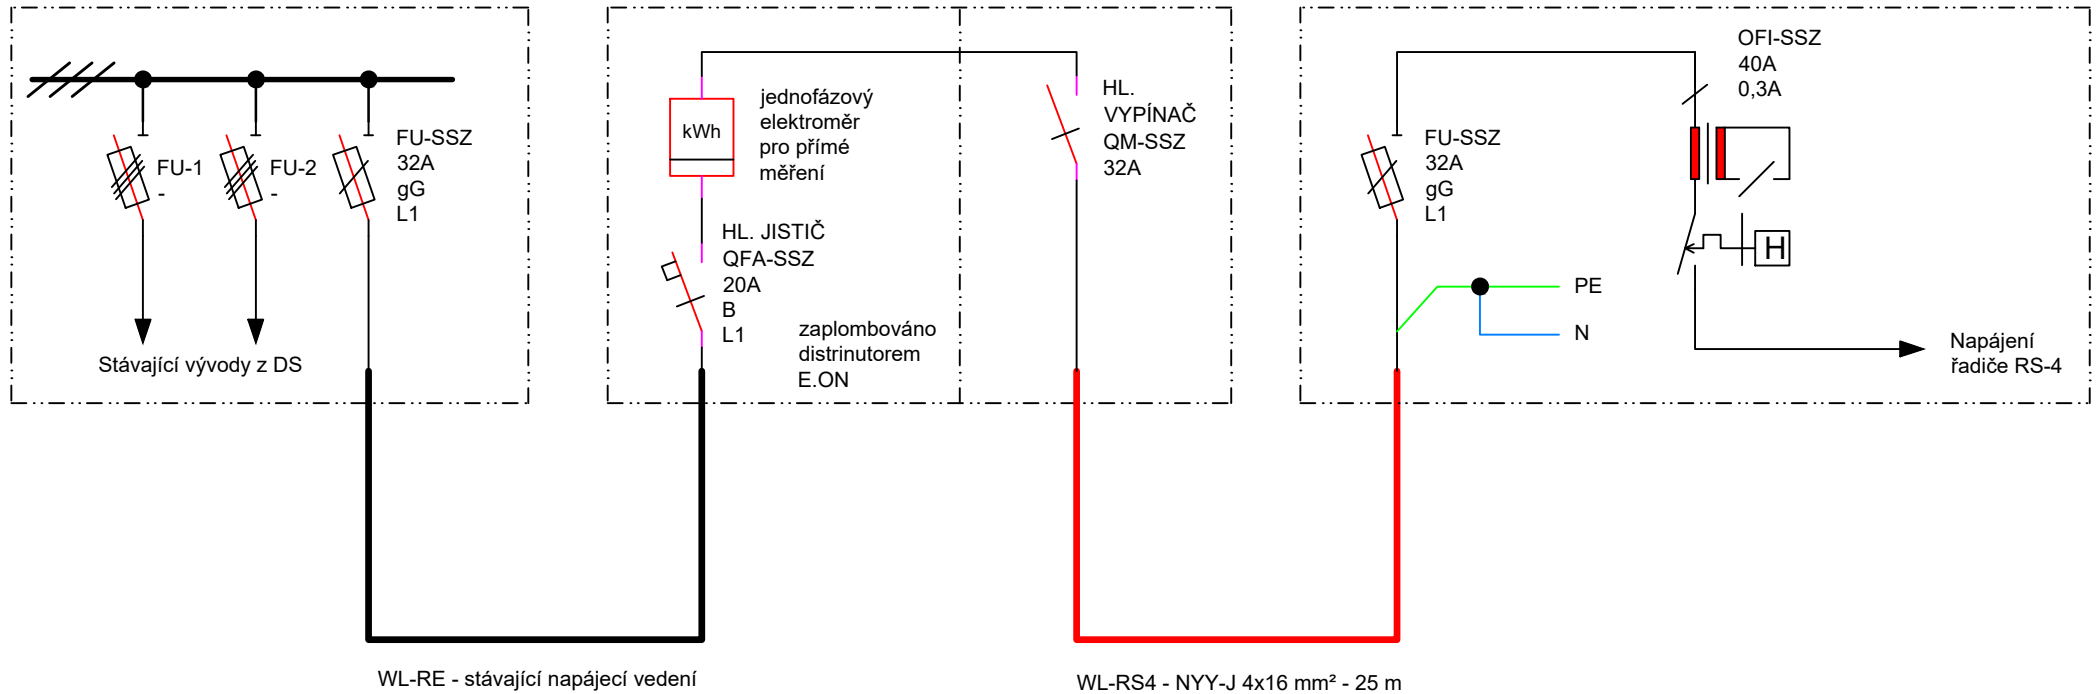 FU-1
-
FU-2
-
FU-SSZ
32A
gG
L1
Stávající vývody z DS
kWh
jednofázový
elektroměr
pro přímé
měření
HL. JISTIČ
QFA-SSZ
20A
B
L1
zaplombováno
distrinutorem
E.ON
HL.
VYPÍNAČ
QM-SSZ
32A
FU-SSZ
32A
gG
L1
PE
N
OFI-SSZ
40A
0,3A
H
Napájení
řadiče RS-4
WL-RE - stávající napájecí vedení
WL-RS4 - NYY-J 4x16 mm² - 25 m